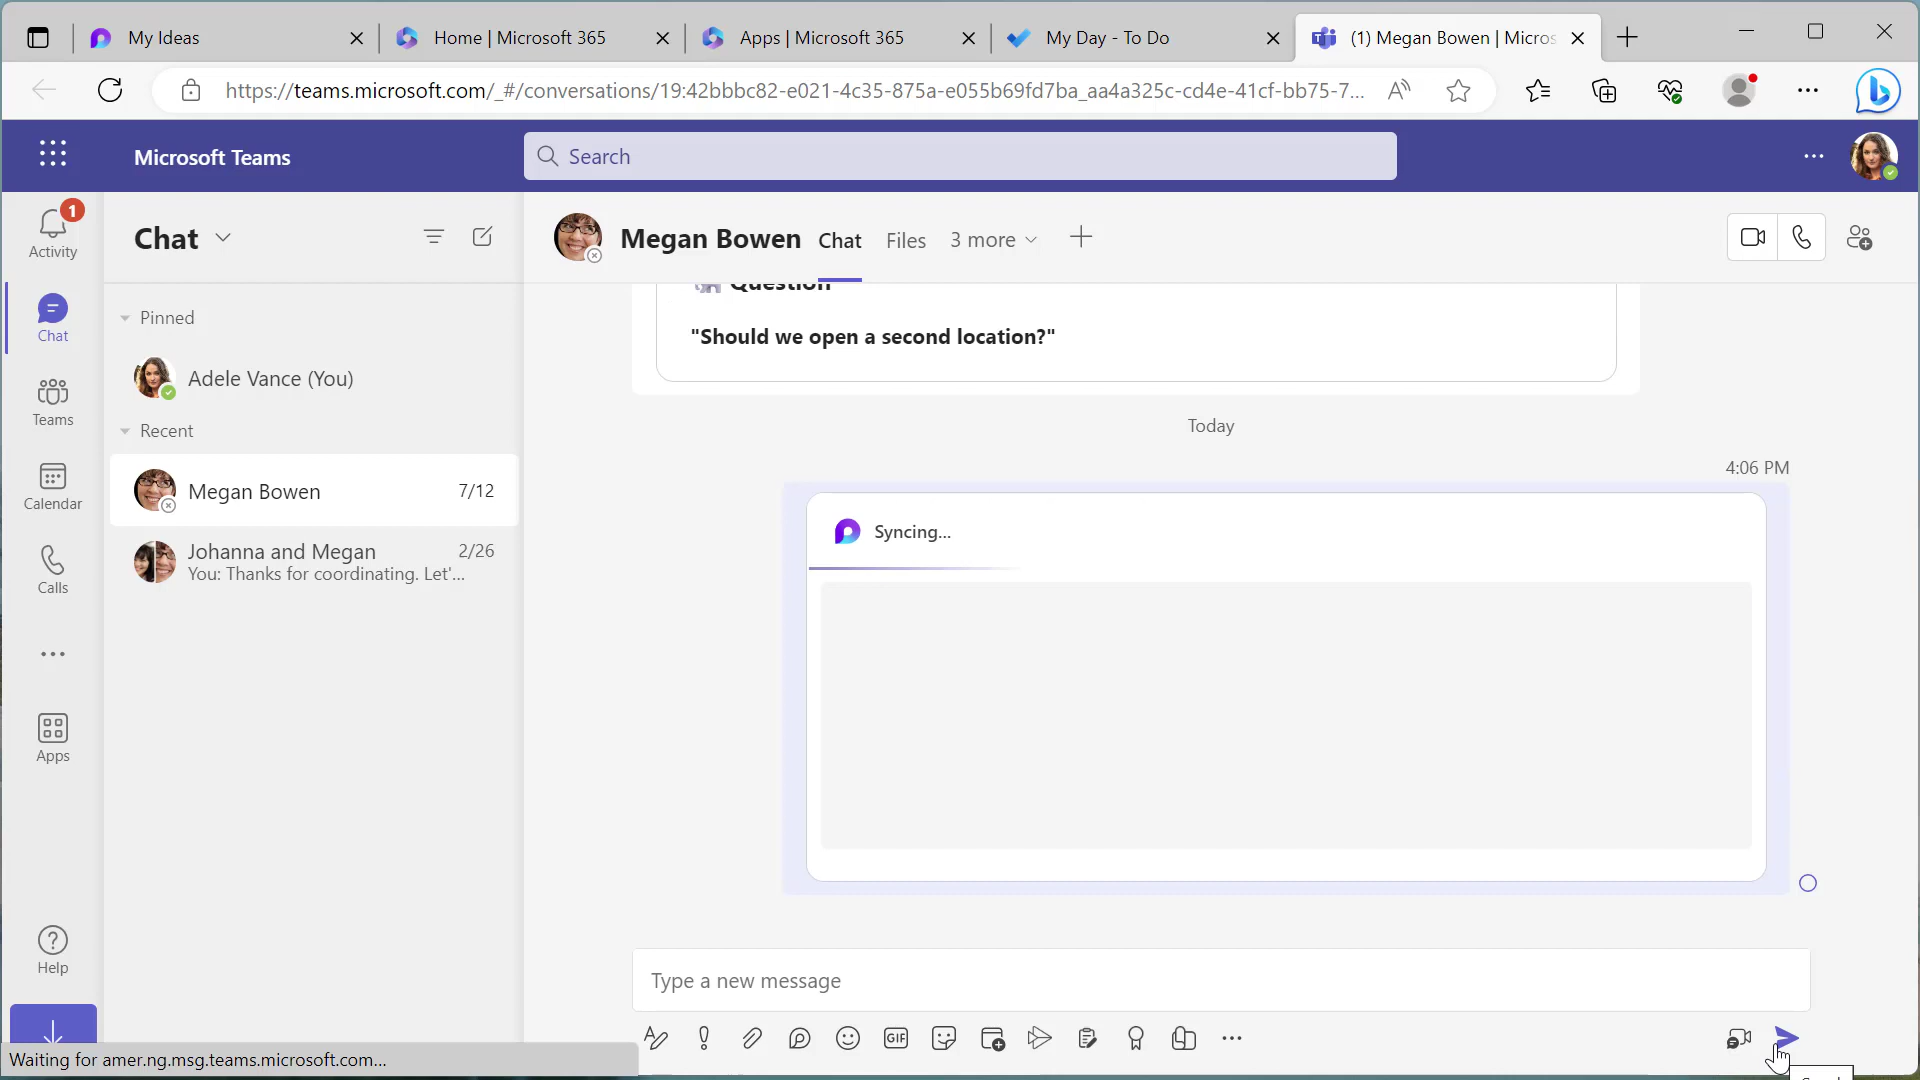 My Ideas
Home | Microsoft 365
Apps | Microsoft 365
My Day - To Do
(1) Megan Bowen | Micros
https://teams.microsoft.com/_#/conversations/19:42bbbc82-e021-4c35-875a-e055b69fd7ba_aa4a325c-cd4e-41cf-bb75-7...
Microsoft Teams
Search
1
Activity
Chat
Teams
Calendar
Calls
Apps
Help
Chat
Pinned
Adele Vance (You)
Recent
Megan Bowen 7/12
Johanna and Megan 2/26
You: Thanks for coordinating. Let'...
Megan Bowen
Chat
Files
3 more
Question
"Should we open a second location?"
Today
4:06 PM
Syncing...
Type a new message
GIF
Waiting for amer.ng.msg.teams.microsoft.com...